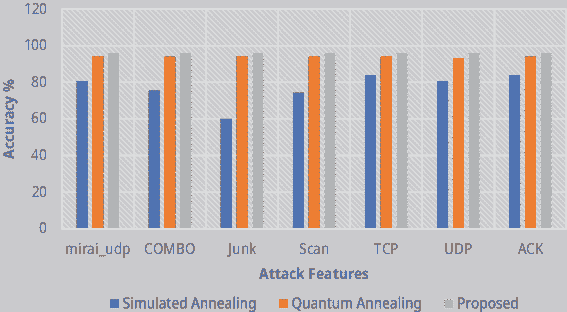 120
100
80
60
40
20
0
Accuracy %
mirai_udp COMBO Junk Scan TCP UDP ACK
Attack Features
Simulated Annealing Quantum Annealing Proposed